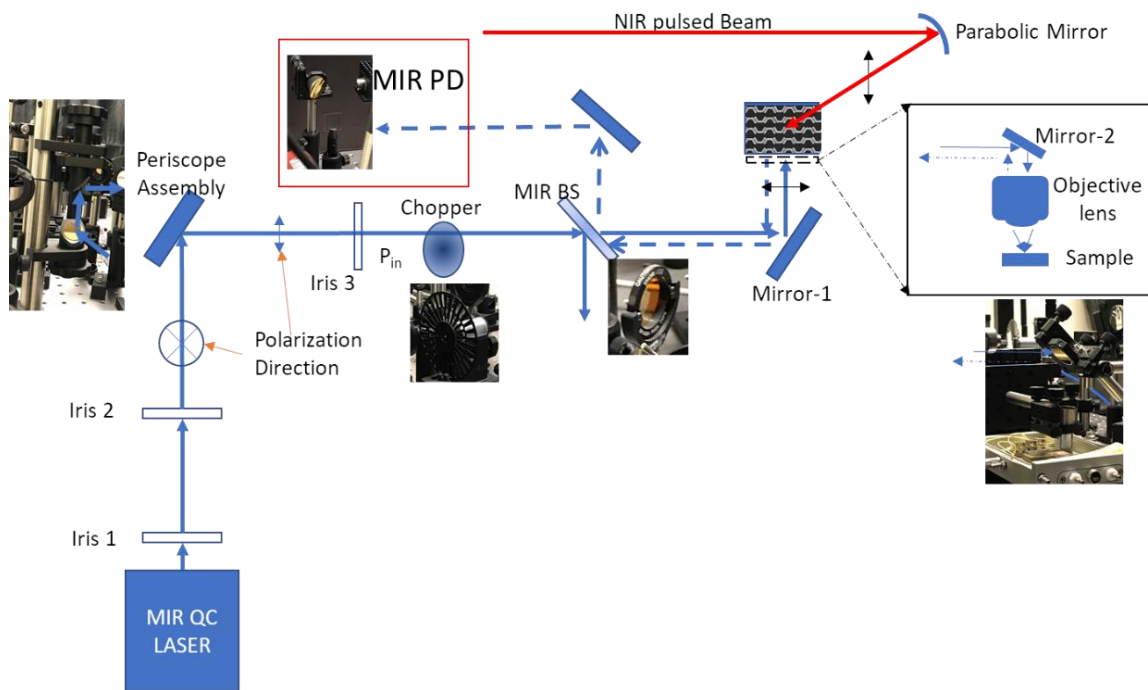 NIR pulsed Beam
Parabolic Mirror
MIR PD
Periscope
Assembly
Mirror-2
Objective
lens
Sample
MIR BS
Chopper
P_in
Iris 3
Mirror-1
Polarization
Direction
Iris 2
Iris 1
MIR QC
LASER